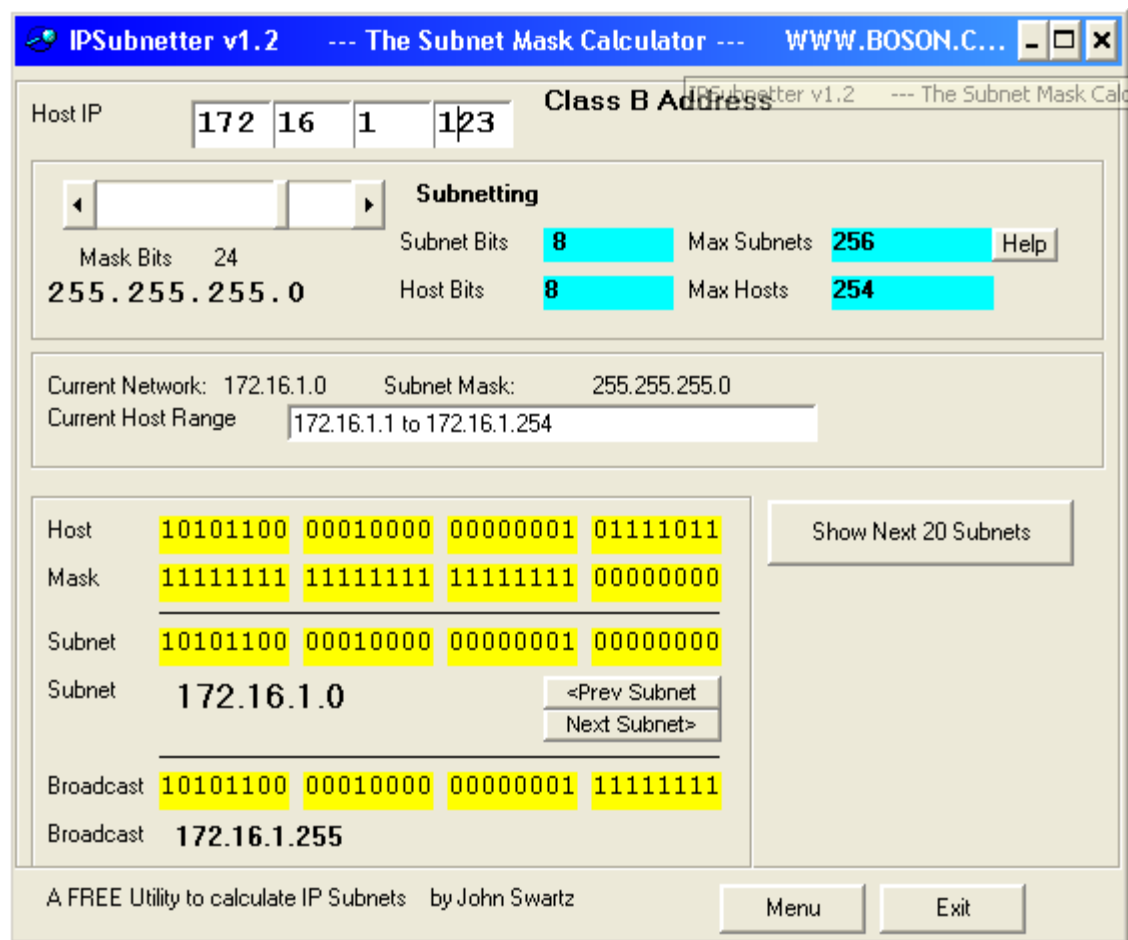 IPSubnetter v1.2 --- The Subnet Mask Calculator --- WWW.BOSON.C...
IPSubnetter v1.2 --- The Subnet Mask Calc
Class B Address
Host IP 172 16 1 123
Subnetting
Subnet Bits 8 Max Subnets 256 Help
Mask Bits 24
255.255.255.0
Host Bits 8 Max Hosts 254
Current Network: 172.16.1.0 Subnet Mask: 255.255.255.0
Current Host Range 172.16.1.1 to 172.16.1.254
Host 10101100 00010000 00000001 01111011
Show Next 20 Subnets
Mask 11111111 11111111 11111111 00000000
Subnet 10101100 00010000 00000001 00000000
Subnet 172.16.1.0
<Prev Subnet
Next Subnet>
Broadcast 10101100 00010000 00000001 11111111
Broadcast 172.16.1.255
A FREE Utility to calculate IP Subnets by John Swartz
Menu
Exit